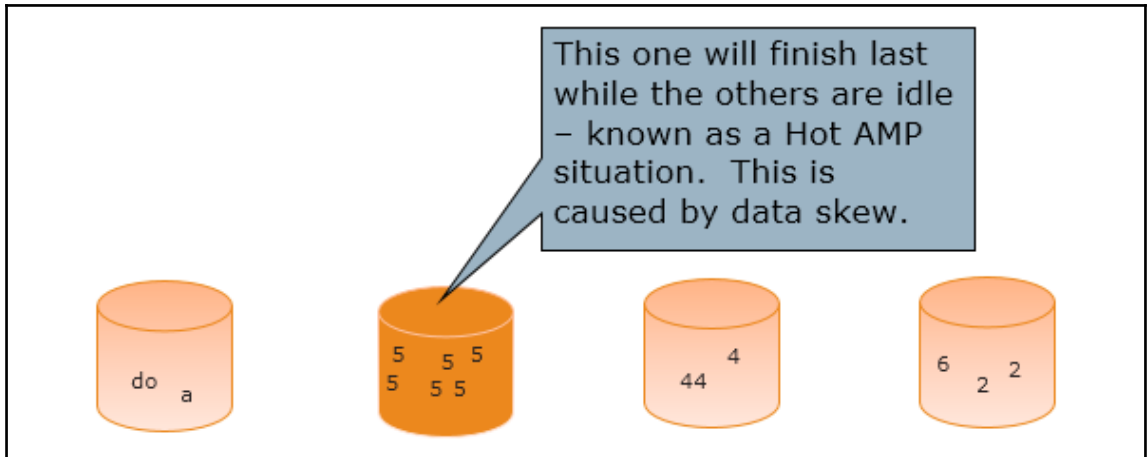 This one will finish last
while the others are idle
– known as a Hot AMP
situation.  This is
caused by data skew.
do
a
5 5 5
5 5 5
4
44
6 2 2